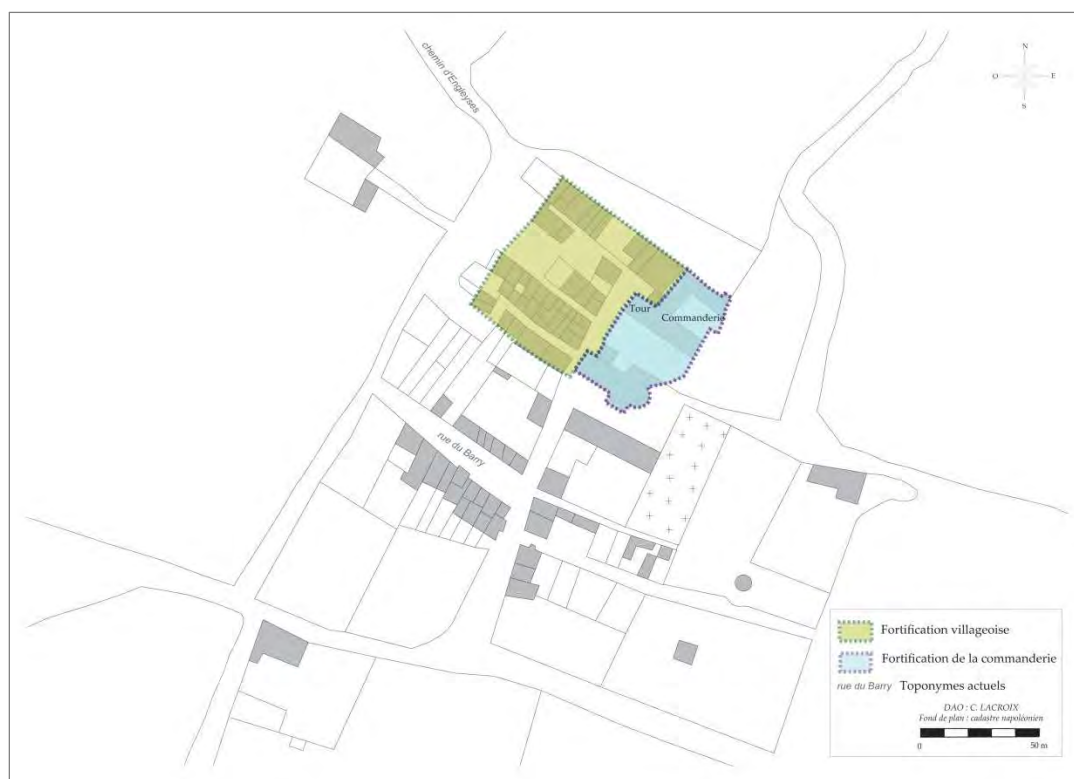 chemin d'Engleyses
N
O
E
S
Tour
Commanderie
rue du Barry
Fortification villageoise
Fortification de la commanderie
rue du Barry Toponymes actuels
DAO : C. LACROIX
Fond de plan : cadastre napoléonien
0 50 m